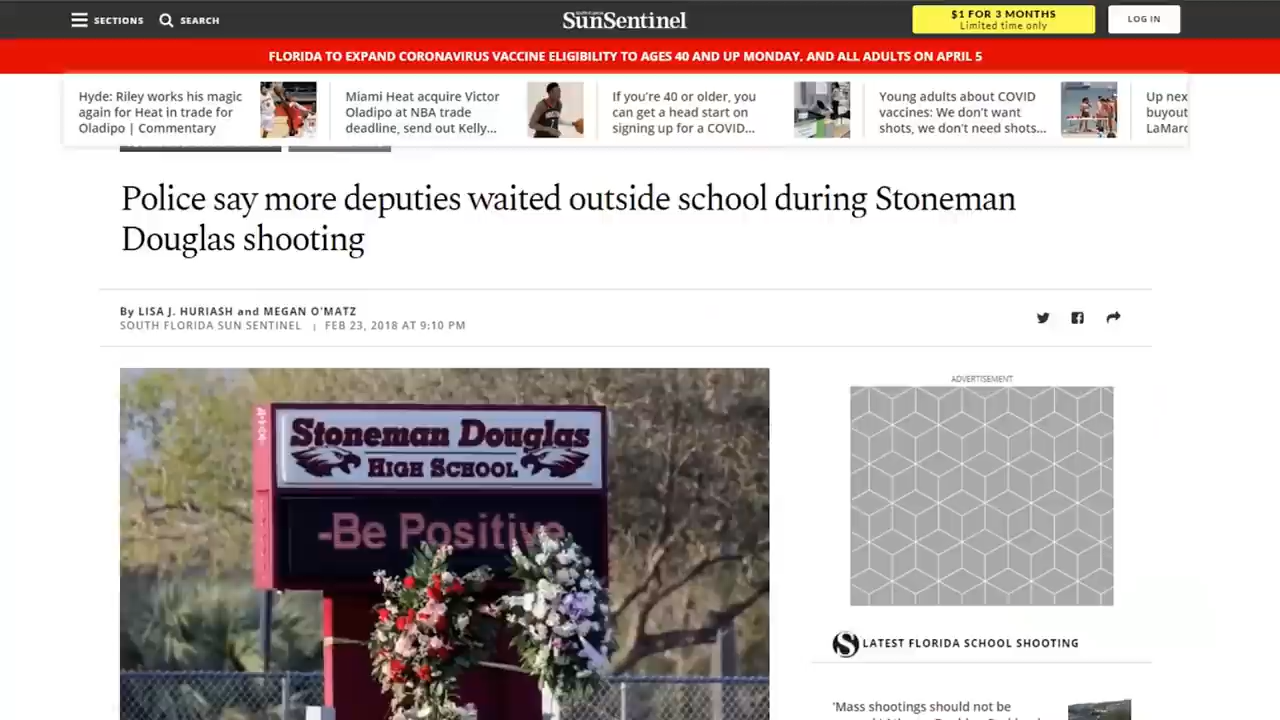 SECTIONS
SEARCH
SunSentinel
$1 FOR 3 MONTHS
Limited time only
LOG IN
FLORIDA TO EXPAND CORONAVIRUS VACCINE ELIGIBILITY TO AGES 40 AND UP MONDAY, AND ALL ADULTS ON APRIL 5
Hyde: Riley works his magic
again for Heat in trade for
Oladipo | Commentary
Miami Heat acquire Victor
Oladipo at NBA trade
deadline, send out Kelly...
If you're 40 or older, you
can get a head start on
signing up for a COVID...
Young adults about COVID
vaccines: We don't want
shots, we don't need shots...
Up nex
buyout
Police say more deputies waited outside school during Stoneman
Douglas shooting
By LISA J. HURIASH and MEGAN O'MATZ
SOUTH FLORIDA SUN SENTINEL | FEB 23, 2018 AT 9:10 PM
Stoneman Douglas
HIGH SCHOOL
-Be Positive
ADVERTISEMENT
S LATEST FLORIDA SCHOOL SHOOTING
'Mass shootings should not be